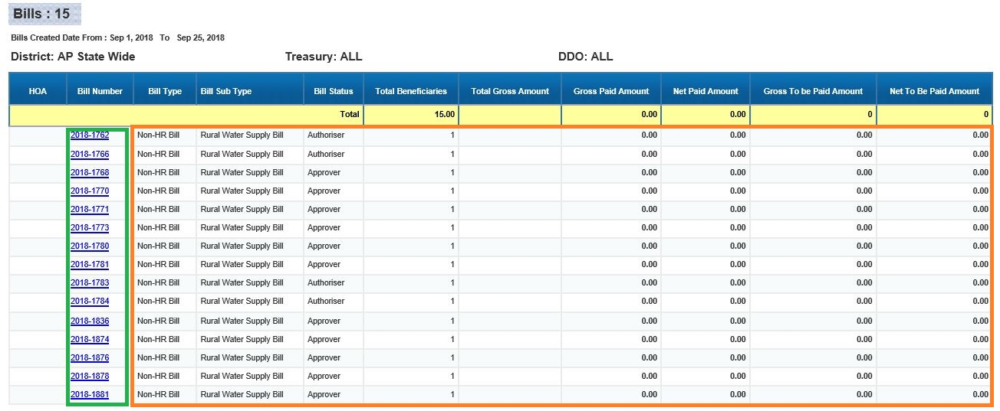 Bills : 15
Bills Created Date From : Sep 1, 2018 To Sep 25, 2018
District: AP State Wide Treasury: ALL DDO: ALL
HOA Bill Number Bill Type Bill Sub Type Bill Status Total Beneficiaries Total Gross Amount Gross Paid Amount Net Paid Amount Gross To be Paid Amount Net To Be Paid Amount
Total 15.00 0.00 0.00 0 0
2018-1762 Non-HR Bill Rural Water Supply Bill Authoriser 1 0.00 0.00 0.00 0.00
2018-1766 Non-HR Bill Rural Water Supply Bill Authoriser 1 0.00 0.00 0.00 0.00
2018-1768 Non-HR Bill Rural Water Supply Bill Approver 1 0.00 0.00 0.00 0.00
2018-1770 Non-HR Bill Rural Water Supply Bill Approver 1 0.00 0.00 0.00 0.00
2018-1771 Non-HR Bill Rural Water Supply Bill Approver 1 0.00 0.00 0.00 0.00
2018-1773 Non-HR Bill Rural Water Supply Bill Approver 1 0.00 0.00 0.00 0.00
2018-1780 Non-HR Bill Rural Water Supply Bill Approver 1 0.00 0.00 0.00 0.00
2018-1781 Non-HR Bill Rural Water Supply Bill Approver 1 0.00 0.00 0.00 0.00
2018-1783 Non-HR Bill Rural Water Supply Bill Authoriser 1 0.00 0.00 0.00 0.00
2018-1784 Non-HR Bill Rural Water Supply Bill Authoriser 1 0.00 0.00 0.00 0.00
2018-1836 Non-HR Bill Rural Water Supply Bill Approver 1 0.00 0.00 0.00 0.00
2018-1874 Non-HR Bill Rural Water Supply Bill Approver 1 0.00 0.00 0.00 0.00
2018-1876 Non-HR Bill Rural Water Supply Bill Approver 1 0.00 0.00 0.00 0.00
2018-1878 Non-HR Bill Rural Water Supply Bill Approver 1 0.00 0.00 0.00 0.00
2018-1881 Non-HR Bill Rural Water Supply Bill Approver 1 0.00 0.00 0.00 0.00